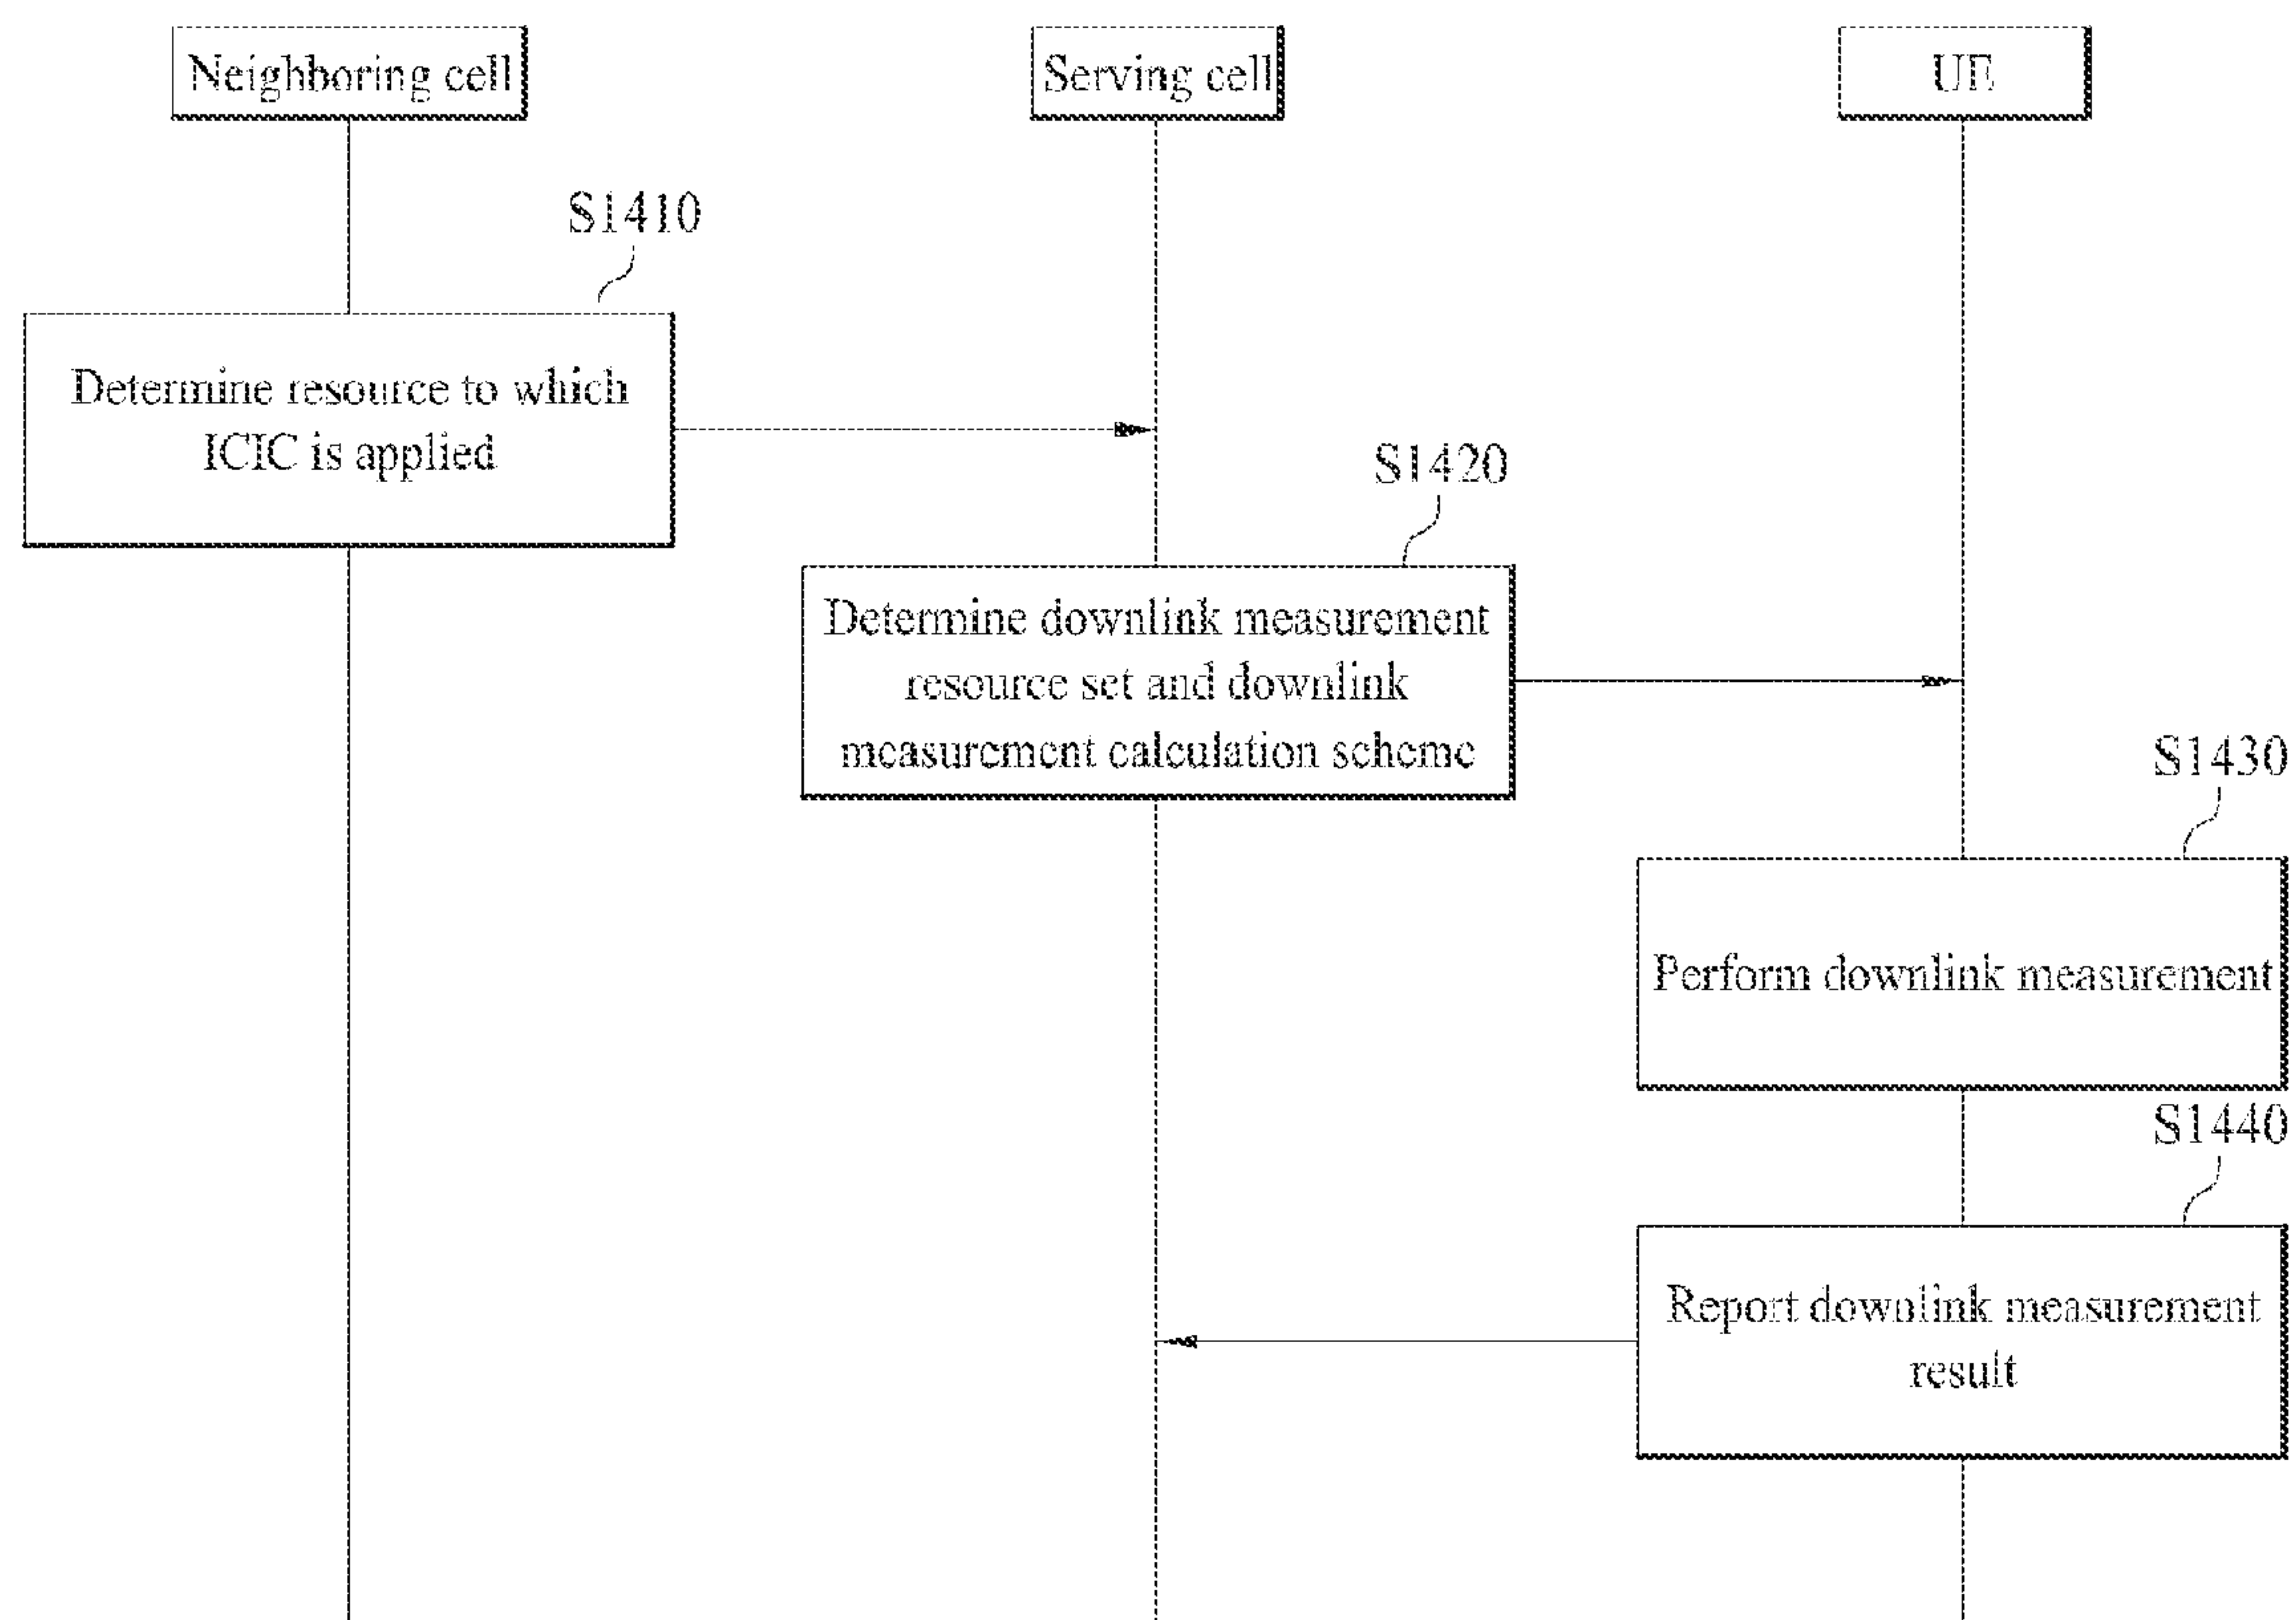 Neighboring cell
Serving cell
UE
S1410
Determine resource to which
ICIC is applied
S1420
Determine downlink measurement
resource set and downlink
measurement calculation scheme
S1430
Perform downlink measurement
S1440
Report downlink measurement
result